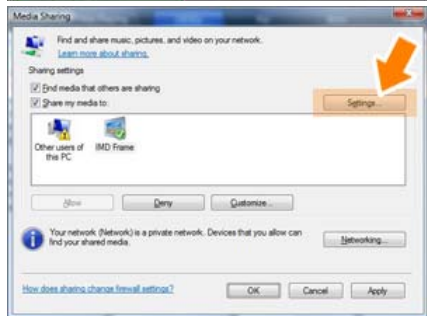 Media Sharing
Find and share music, pictures, and video on your network.
Learn more about sharing.
Sharing settings
Find media that others are sharing
Share my media to:
Settings...
Other users of
this PC
IMD Frame
Allow
Deny
Customize...
Your network (Network) is a private network. Devices that you allow can
find your shared media.
Networking...
How does sharing change firewall settings?
OK
Cancel
Apply